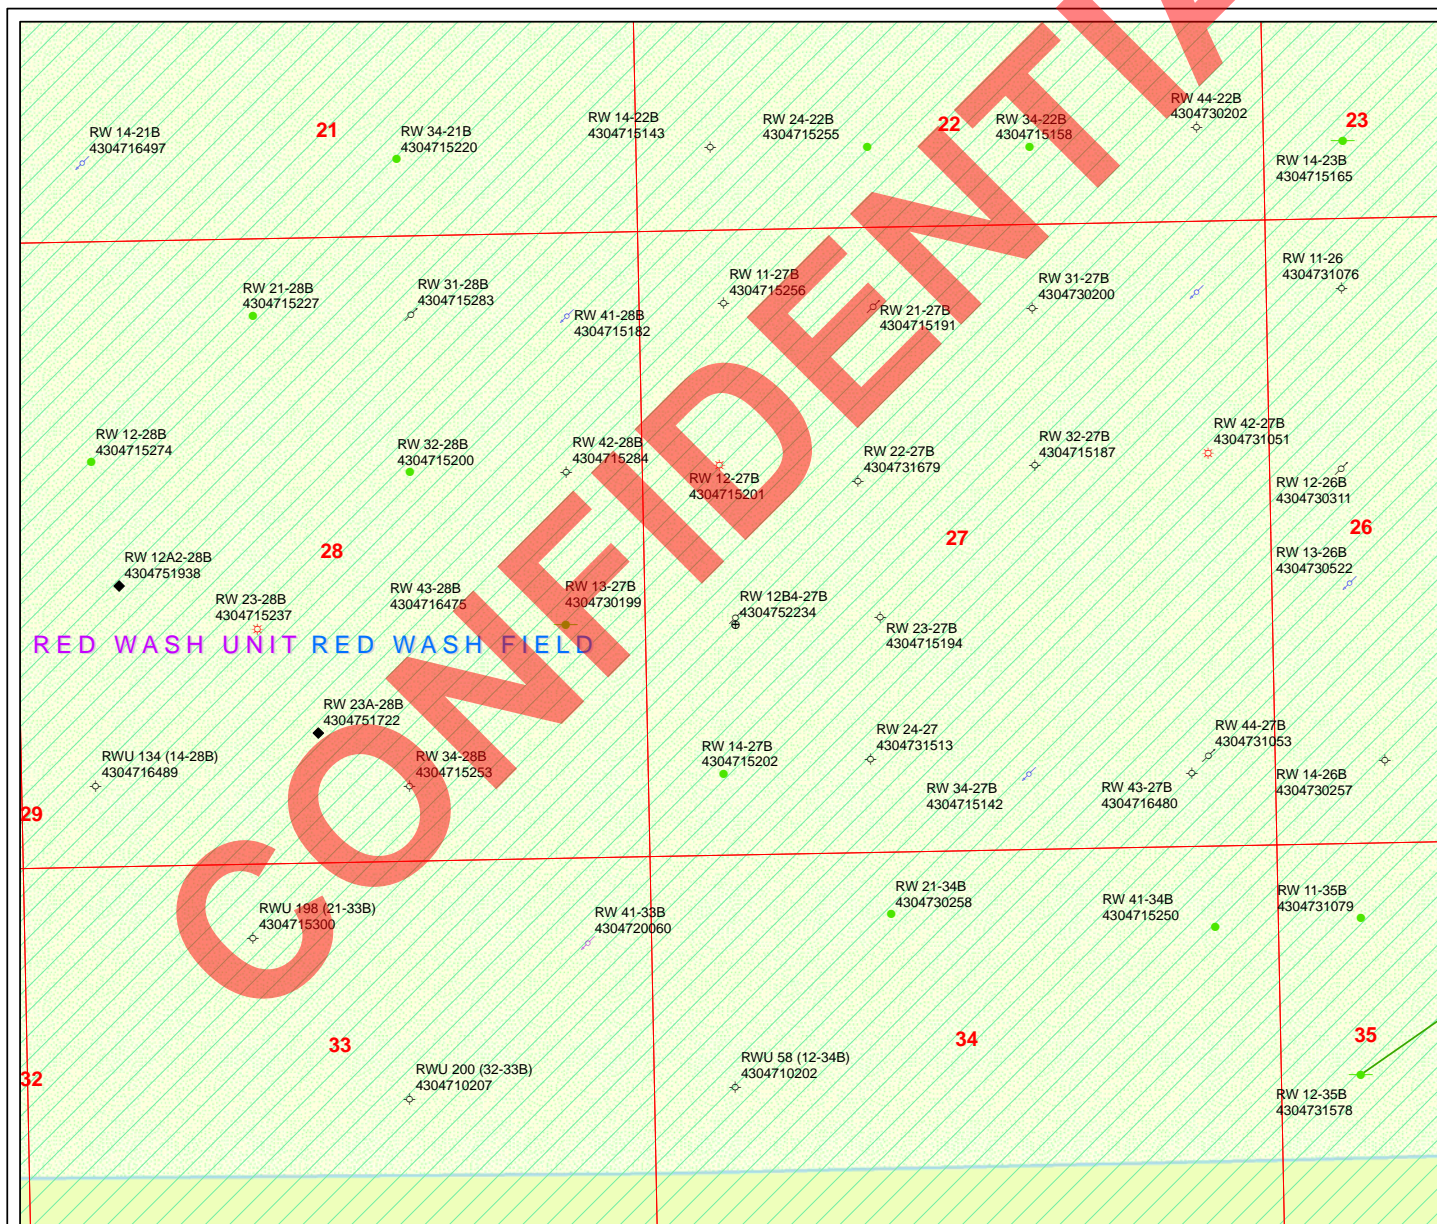 CONFIDENTIA
RW 14-21B
4304716497
21
RW 34-21B
4304715220
RW 14-22B
4304715143
RW 24-22B
4304715255
22
RW 34-22B
4304715158
RW 44-22B
4304730202
23
RW 14-23B
4304715165
RW 21-28B
4304715227
RW 31-28B
4304715283
RW 41-28B
4304715182
RW 11-27B
4304715256
RW 21-27B
4304715191
RW 31-27B
4304730200
RW 11-26
4304731076
RW 12-28B
4304715274
RW 32-28B
4304715200
RW 42-28B
4304715284
RW 12-27B
4304715201
RW 22-27B
4304731679
RW 32-27B
4304715187
RW 42-27B
4304731051
RW 12-26B
4304730311
28
27
26
RW 12A2-28B
4304751938
RW 23-28B
4304715237
RW 43-28B
4304716475
RW 13-27B
4304730199
RW 12B4-27B
4304752234
RW 23-27B
4304715194
RW 13-26B
4304730522
RED WASH UNIT
RED WASH FIELD
RW 23A-28B
4304751722
RWU 134 (14-28B)
4304716489
RW 34-28B
4304715253
RW 14-27B
4304715202
RW 24-27
4304731513
RW 34-27B
4304715142
RW 44-27B
4304731053
RW 43-27B
4304716480
RW 14-26B
4304730257
29
RWU 198 (21-33B)
4304715300
RW 41-33B
4304720060
RW 21-34B
4304730258
RW 41-34B
4304715250
RW 11-35B
4304731079
33
34
35
32
RWU 200 (32-33B)
4304710207
RWU 58 (12-34B)
4304710202
RW 12-35B
4304731578